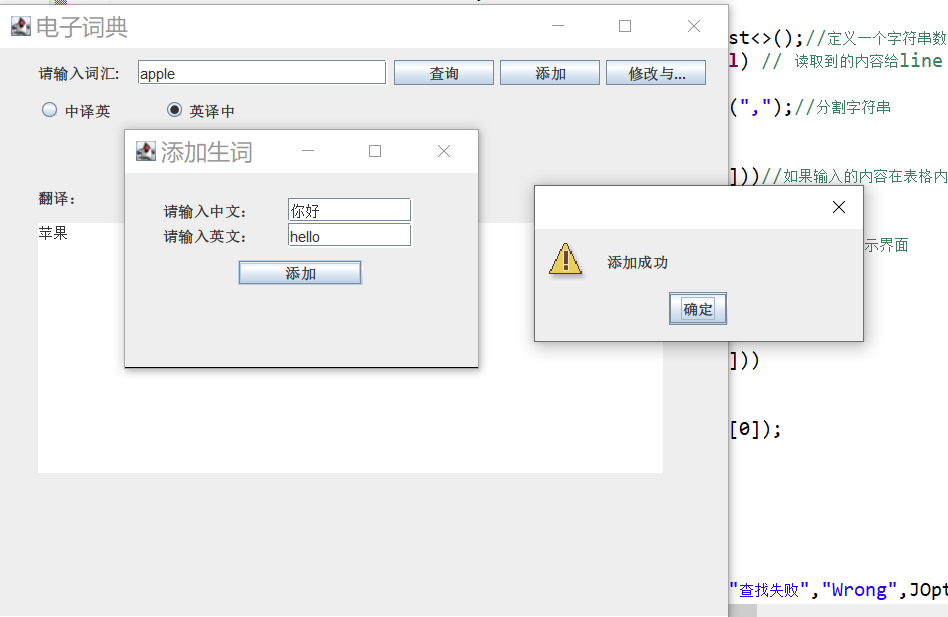 电子词典
请输入词汇:
apple
查询
添加
修改与...
中译英
英译中
翻译:
苹果
添加生词
请输入中文:
你好
请输入英文:
hello
添加
添加成功
确定
st<>();//定义一个字符串数
l) // 读取到的内容给line
(",");//分割字符串
]))//如果输入的内容在表格内
示界面
]))
[0]);
"查找失败","Wrong",JOpt